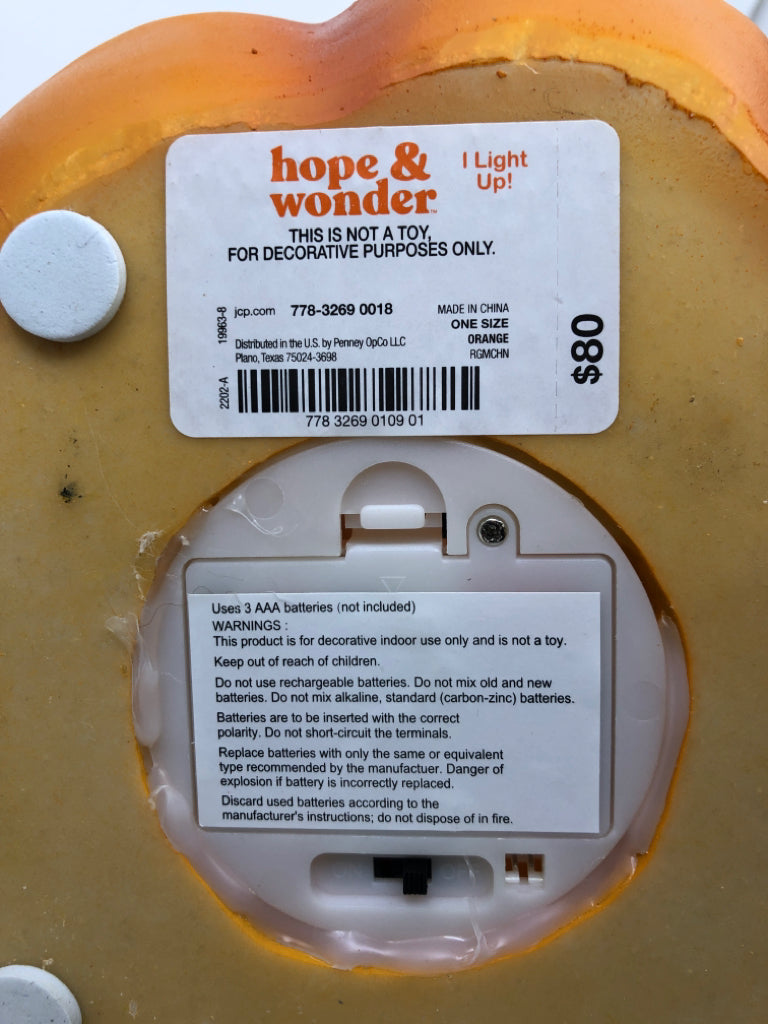 hope &
wonder™
I Light
Up!
THIS IS NOT A TOY,
FOR DECORATIVE PURPOSES ONLY.
19963-8
jcp.com 778-3269 0018
MADE IN CHINA
ONE SIZE
ORANGE
RGMCHN
Distributed in the U.S. by Penney OpCo LLC
Plano, Texas 75024-3698
$80
2202-A
778 3269 0109 01
Uses 3 AAA batteries (not included)
WARNINGS :
This product is for decorative indoor use only and is not a toy.
Keep out of reach of children.
Do not use rechargeable batteries. Do not mix old and new
batteries. Do not mix alkaline, standard (carbon-zinc) batteries.
Batteries are to be inserted with the correct
polarity. Do not short-circuit the terminals.
Replace batteries with only the same or equivalent
type recommended by the manufactuer. Danger of
explosion if battery is incorrectly replaced.
Discard used batteries according to the
manufacturer's instructions; do not dispose of in fire.